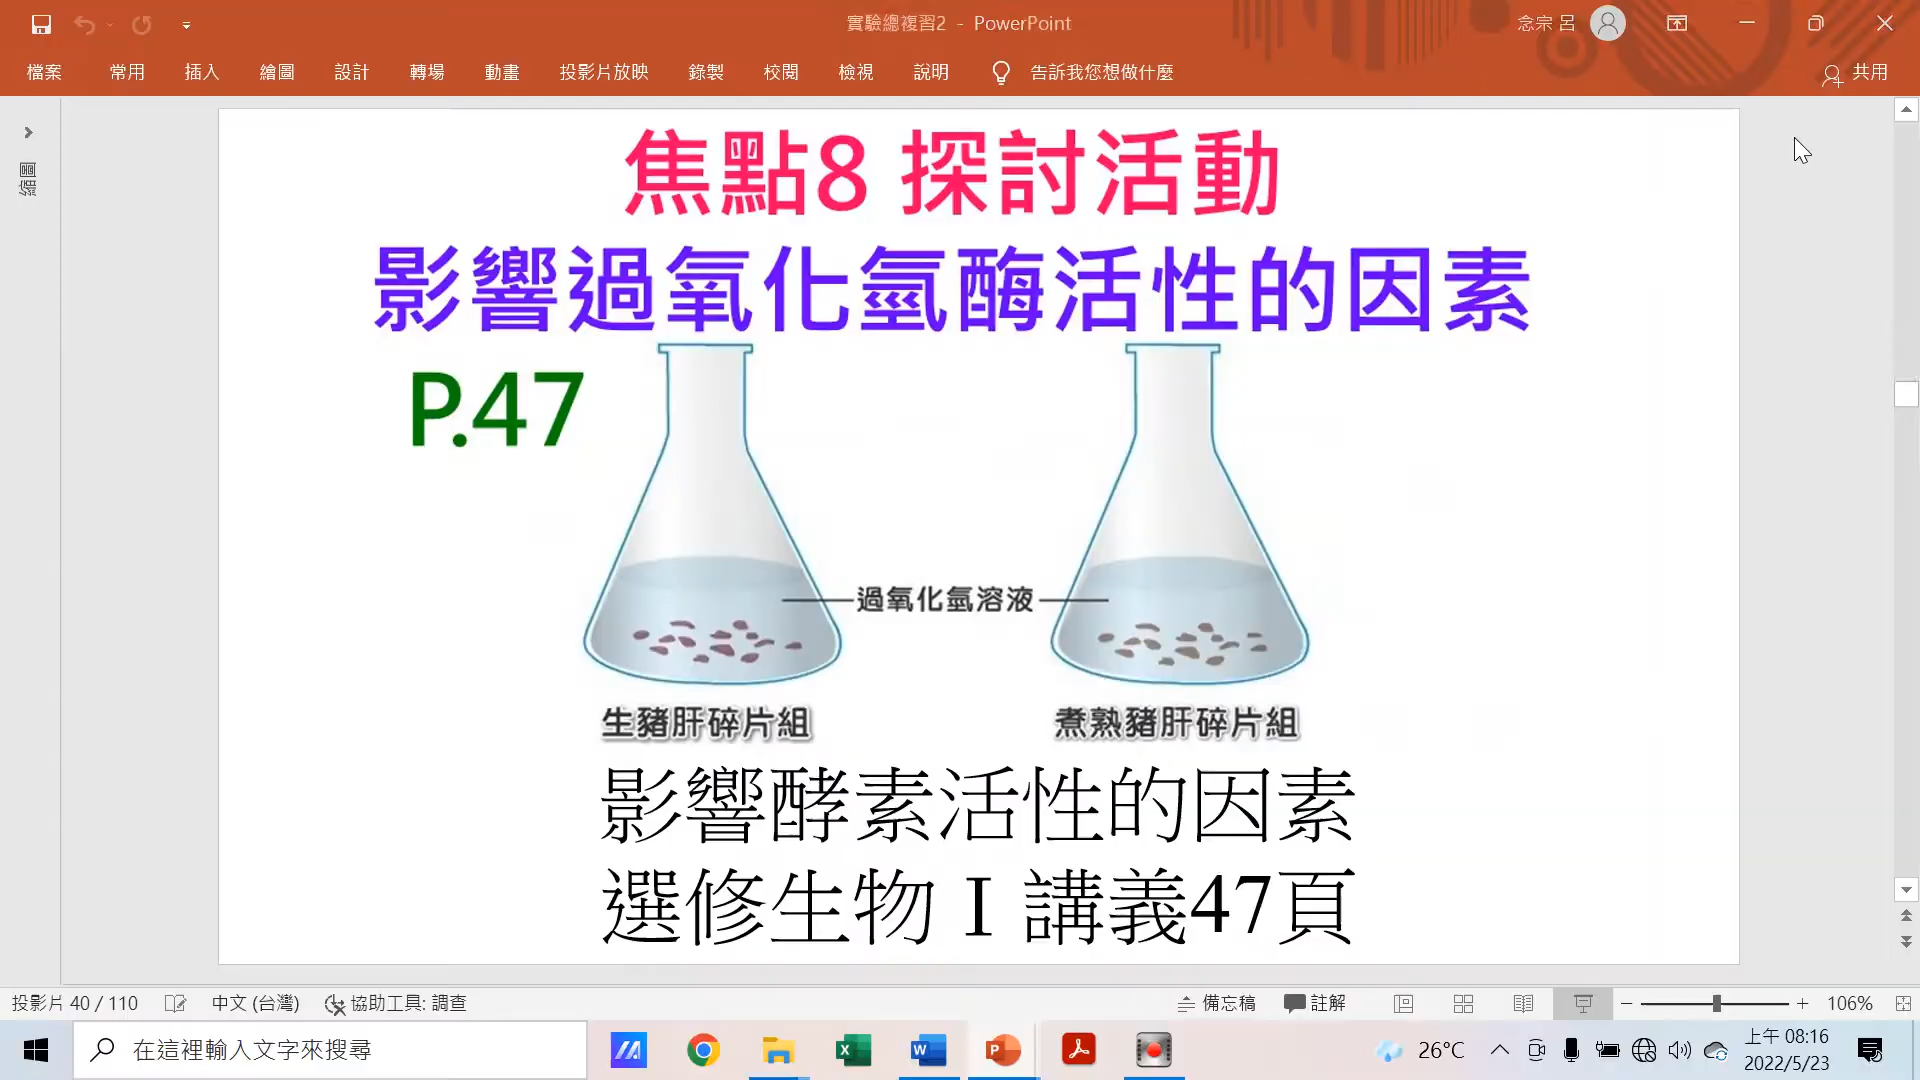 實驗總複習2 - PowerPoint
念宗 呂
檔案 常用 插入 繪圖 設計 轉場 動畫 投影片放映 錄製 校閱 檢視 說明 告訴我您想做什麼 共用
縮圖
焦點8 探討活動
影響過氧化氫酶活性的因素
P.47
過氧化氫溶液
生豬肝碎片組 煮熟豬肝碎片組
影響酵素活性的因素
選修生物 I 講義47頁
投影片 40 / 110 中文 (台灣) 協助工具: 調查 備忘稿 註解 106%
在這裡輸入文字來搜尋
26°C
上午 08:16
2022/5/23